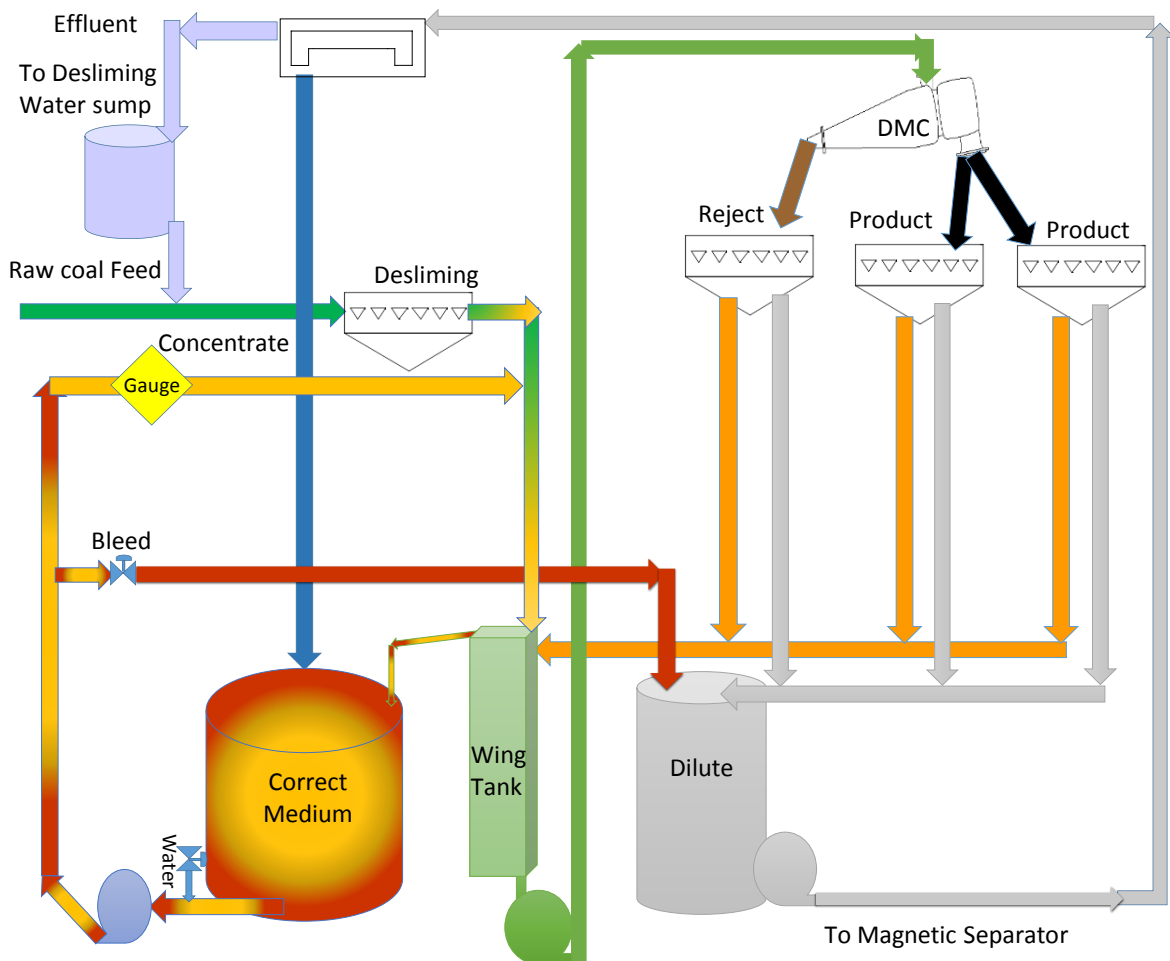 Effluent
To Desliming
Water sump
DMC
Reject
Product
Product
Raw coal Feed
Desliming
Concentrate
Gauge
Bleed
Wing
Tank
Dilute
Correct
Medium
Water
To Magnetic Separator